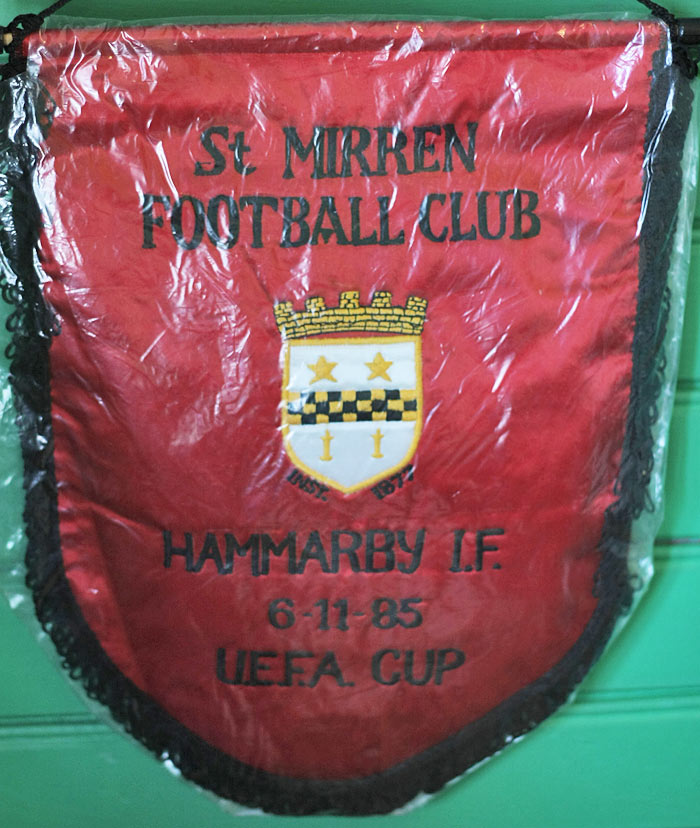 St MIRREN
FOOTBALL CLUB
INST. 1877
HAMMARBY I.F.
6-11-85
U.E.F.A. CUP